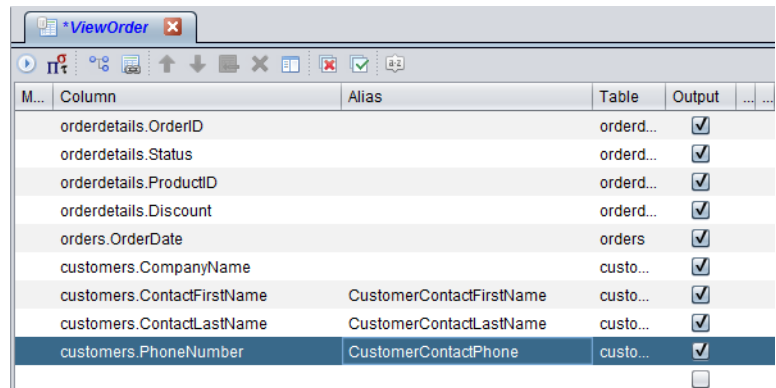 *ViewOrder
M... Column Alias Table Output ... ...
orderdetails.OrderID orderd...
orderdetails.Status orderd...
orderdetails.ProductID orderd...
orderdetails.Discount orderd...
orders.OrderDate orders
customers.CompanyName custo...
customers.ContactFirstName CustomerContactFirstName custo...
customers.ContactLastName CustomerContactLastName custo...
customers.PhoneNumber CustomerContactPhone custo...